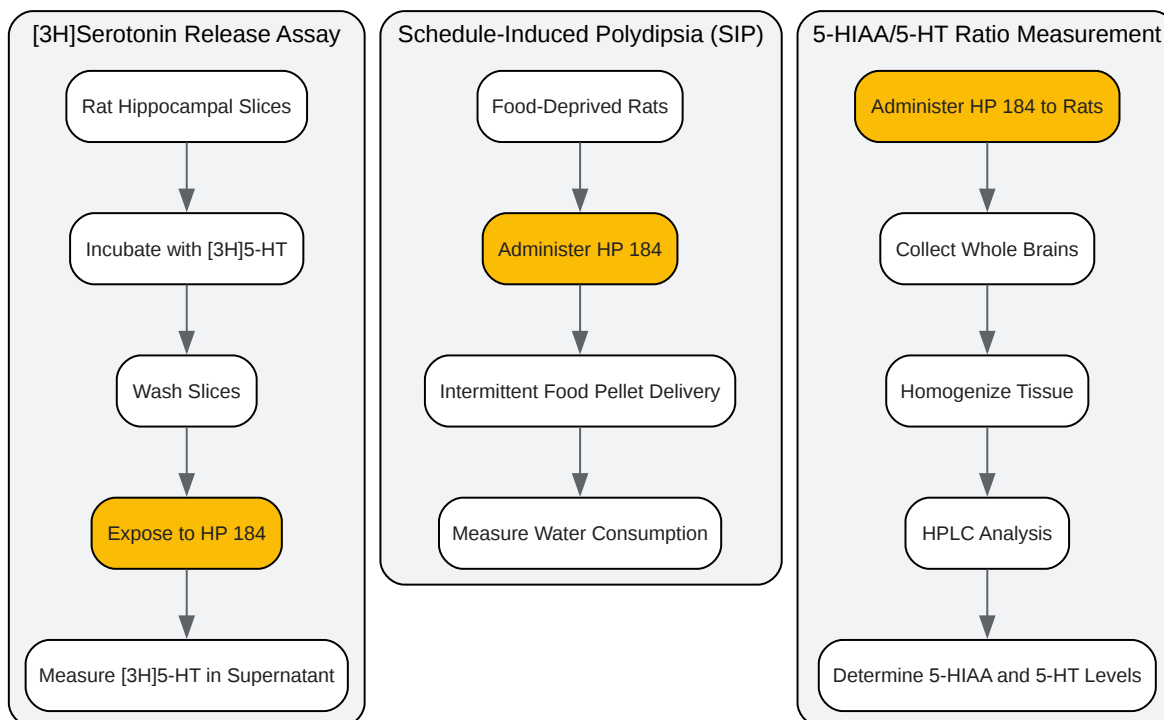 [3H]Serotonin Release Assay
Rat Hippocampal Slices
Incubate with [3H]5-HT
Wash Slices
Expose to HP 184
Measure [3H]5-HT in Supernatant
Schedule-Induced Polydipsia (SIP)
Food-Deprived Rats
Administer HP 184
Intermittent Food Pellet Delivery
Measure Water Consumption
5-HIAA/5-HT Ratio Measurement
Administer HP 184 to Rats
Collect Whole Brains
Homogenize Tissue
HPLC Analysis
Determine 5-HIAA and 5-HT Levels